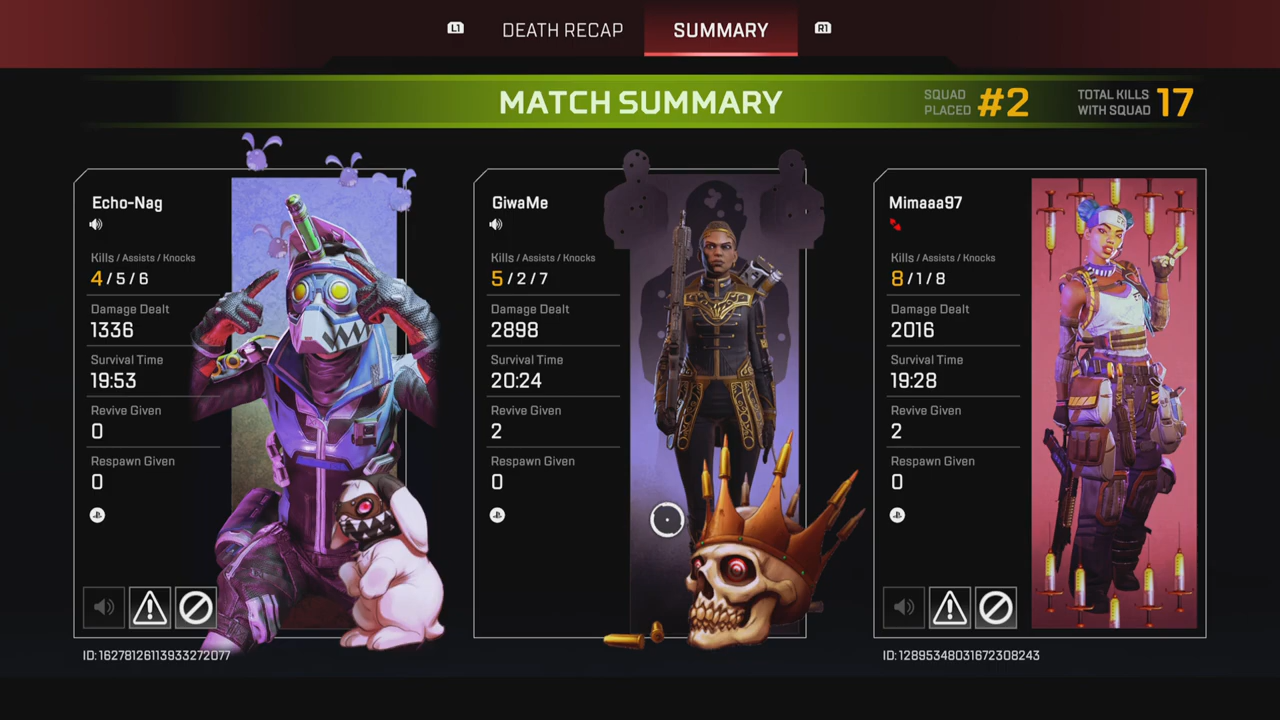 L1
DEATH RECAP
SUMMARY
R1
MATCH SUMMARY
SQUAD PLACED #2
TOTAL KILLS WITH SQUAD 17
Echo-Nag
Kills / Assists / Knocks
4 / 5 / 6
Damage Dealt
1336
Survival Time
19:53
Revive Given
0
Respawn Given
0
ID: 16278126113933272077
GiwaMe
Kills / Assists / Knocks
5 / 2 / 7
Damage Dealt
2898
Survival Time
20:24
Revive Given
2
Respawn Given
0
Mimaaa97
Kills / Assists / Knocks
8 / 1 / 8
Damage Dealt
2016
Survival Time
19:28
Revive Given
2
Respawn Given
0
ID: 12895348031672308243